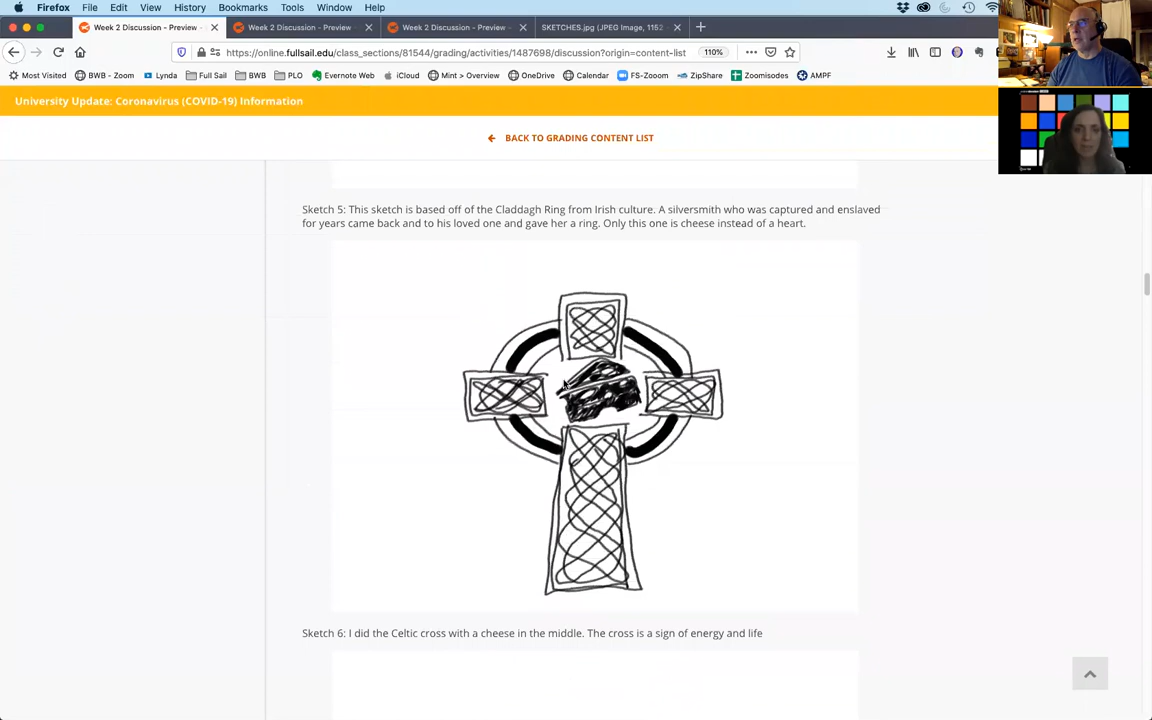 Firefox File Edit View History Bookmarks Tools Window Help
Week 2 Discussion - Preview Week 2 Discussion - Preview Week 2 Discussion - Preview SKETCHES.jpg (JPEG Image, 1152
https://online.fullsail.edu/class_sections/81544/grading/activities/1487698/discussion?origin=content-list 110%
Most Visited BWB - Zoom Lynda Full Sail BWB PLO Evernote Web iCloud Mint > Overview OneDrive Calendar FS-Zooom ZipShare Zoomisodes AMPF
University Update: Coronavirus (COVID-19) Information
BACK TO GRADING CONTENT LIST
Sketch 5: This sketch is based off of the Claddagh Ring from Irish culture. A silversmith who was captured and enslaved
for years came back and to his loved one and gave her a ring. Only this one is cheese instead of a heart.
Sketch 6: I did the Celtic cross with a cheese in the middle. The cross is a sign of energy and life